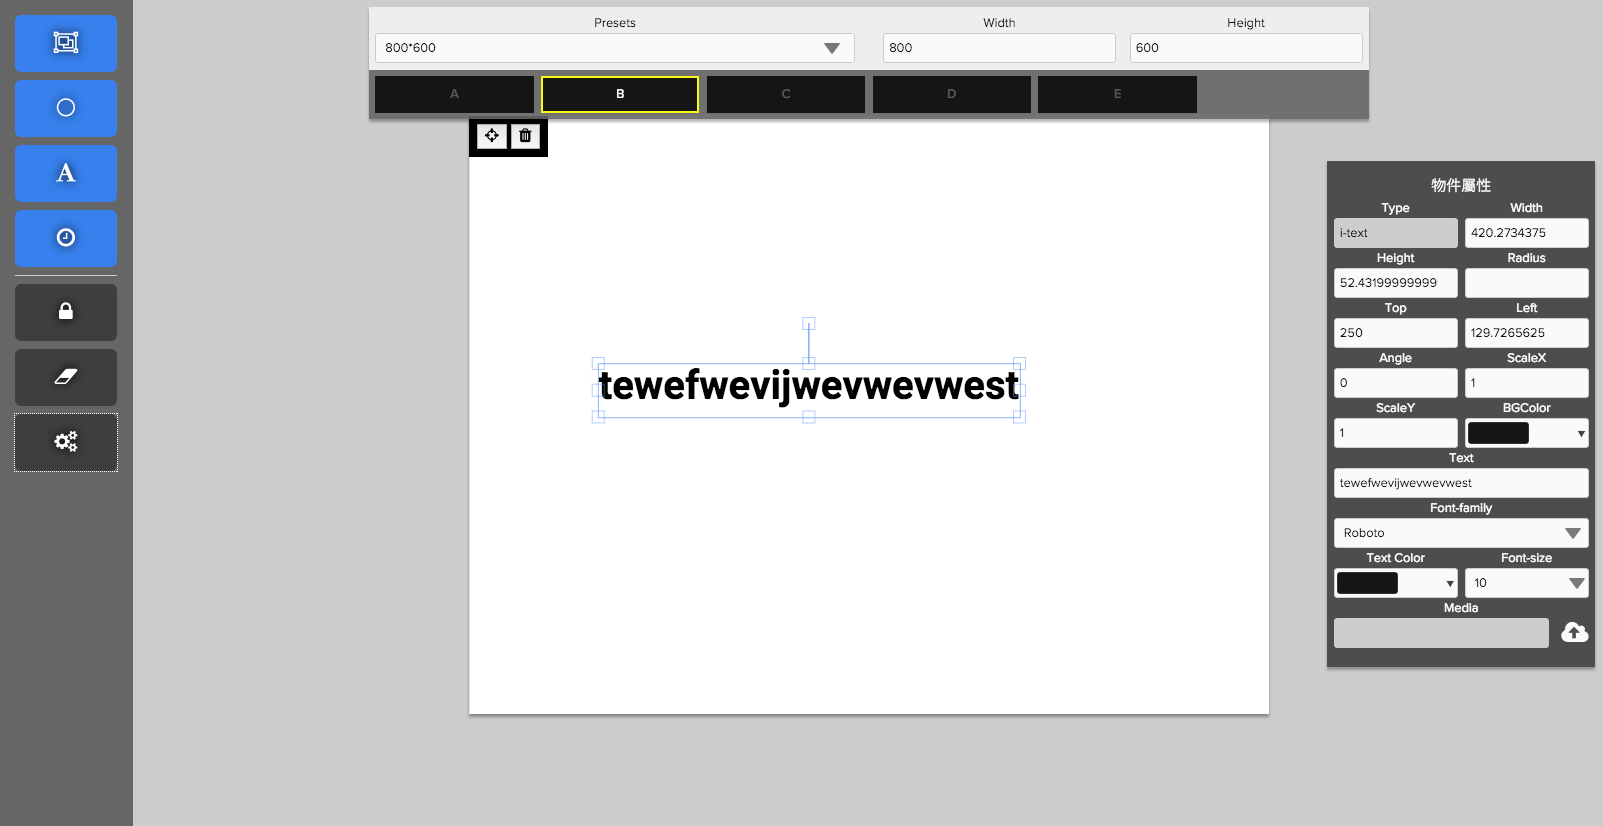 Presets Width Height
800*600 800 600
A B C D E
A
tewefwevijwevwevwest
物件屬性
Type Width
i-text 420.2734375
Height Radius
52.43199999999
Top Left
250 129.7265625
Angle ScaleX
0 1
ScaleY BGColor
1
Text
tewefwevijwevwevwest
Font-family
Roboto
Text Color Font-size
10
Media